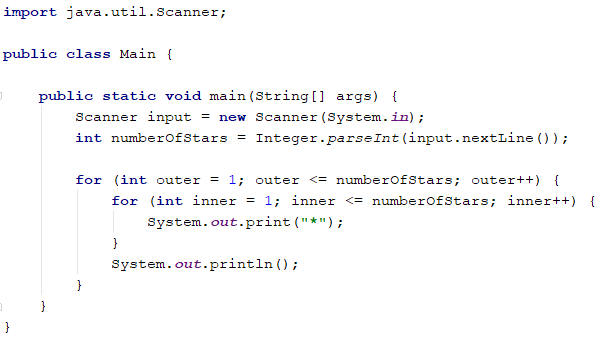 import java.util.Scanner;
public class Main {
public static void main(String[] args) {
Scanner input = new Scanner(System.in);
int numberOfStars = Integer.parseInt(input.nextLine());
for (int outer = 1; outer <= numberOfStars; outer++) {
for (int inner = 1; inner <= numberOfStars; inner++) {
System.out.print("*");
}
System.out.println();
}
}
}